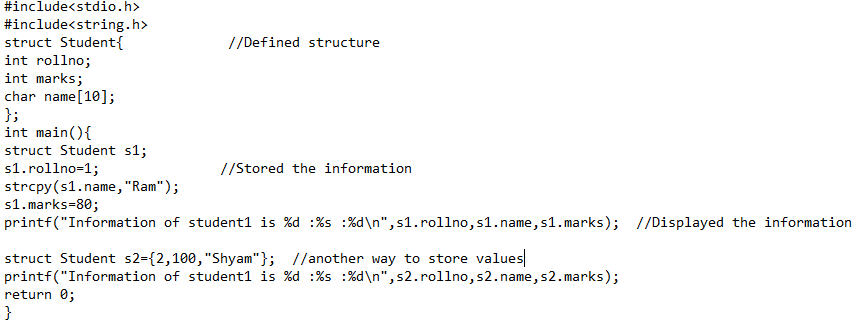 #include<stdio.h>
#include<string.h>
struct Student{             //Defined structure
int rollno;
int marks;
char name[10];
};
int main(){
struct Student s1;
s1.rollno=1;               //Stored the information
strcpy(s1.name,"Ram");
s1.marks=80;
printf("Information of student1 is %d :%s :%d\n",s1.rollno,s1.name,s1.marks);  //Displayed the information

struct Student s2={2,100,"Shyam"};  //another way to store values
printf("Information of student1 is %d :%s :%d\n",s2.rollno,s2.name,s2.marks);
return 0;
}